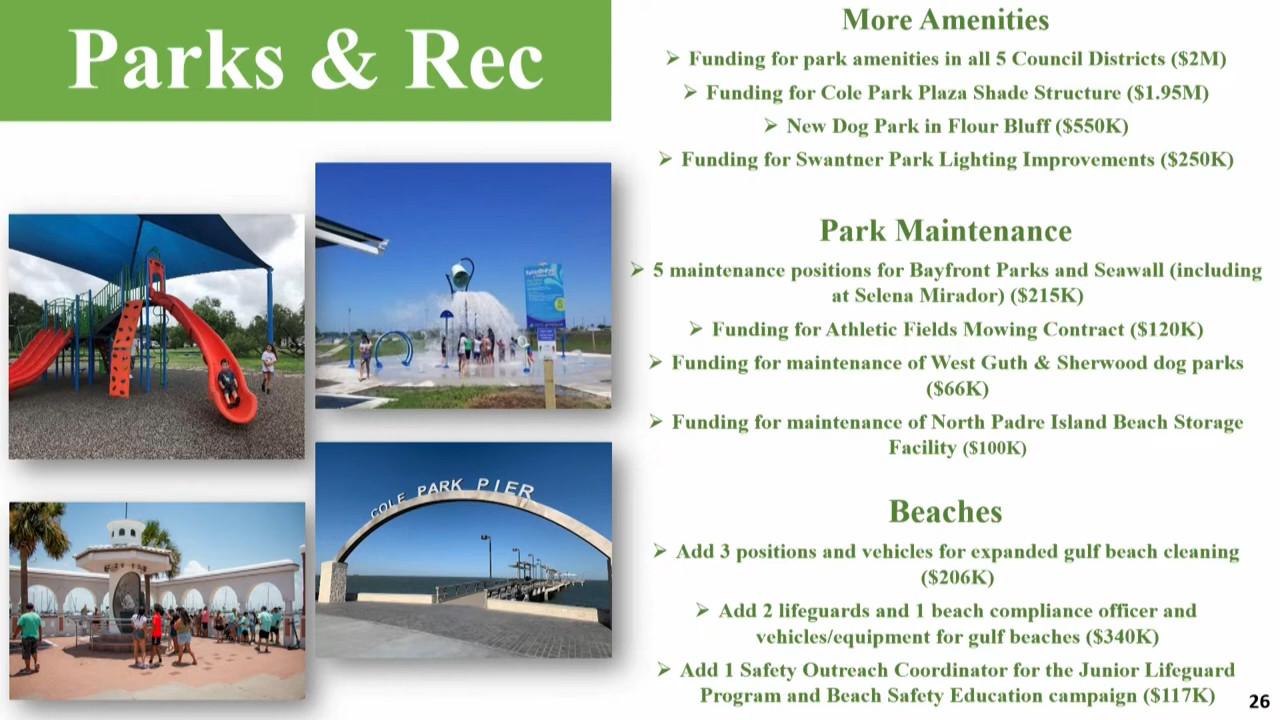 Parks & Rec
More Amenities
➢ Funding for park amenities in all 5 Council Districts ($2M)
➢ Funding for Cole Park Plaza Shade Structure ($1.95M)
➢ New Dog Park in Flour Bluff ($550K)
➢ Funding for Swantner Park Lighting Improvements ($250K)
Park Maintenance
➢ 5 maintenance positions for Bayfront Parks and Seawall (including
at Selena Mirador) ($215K)
➢ Funding for Athletic Fields Mowing Contract ($120K)
➢ Funding for maintenance of West Guth & Sherwood dog parks
($66K)
➢ Funding for maintenance of North Padre Island Beach Storage
Facility ($100K)
Beaches
➢ Add 3 positions and vehicles for expanded gulf beach cleaning
($206K)
➢ Add 2 lifeguards and 1 beach compliance officer and
vehicles/equipment for gulf beaches ($340K)
➢ Add 1 Safety Outreach Coordinator for the Junior Lifeguard
Program and Beach Safety Education campaign ($117K)
COLE PARK PIER
26